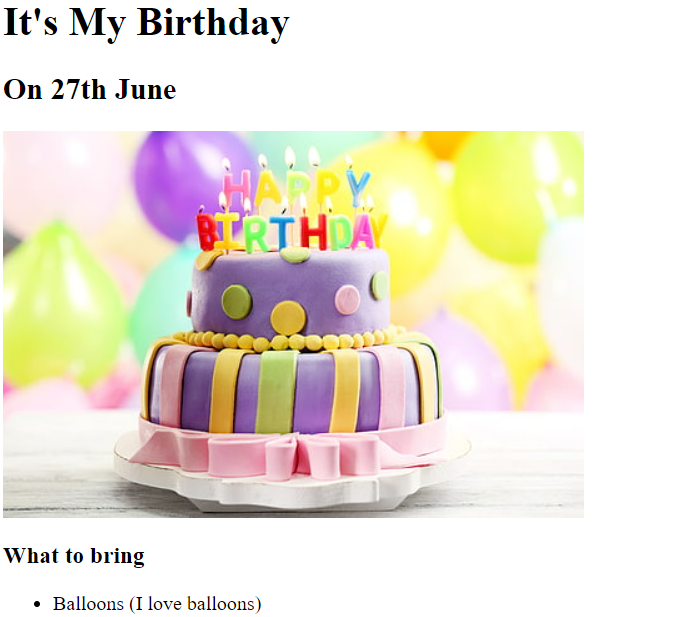 It's My Birthday
On 27th June
HAPPY
BIRTHDAY
What to bring
Balloons (I love balloons)